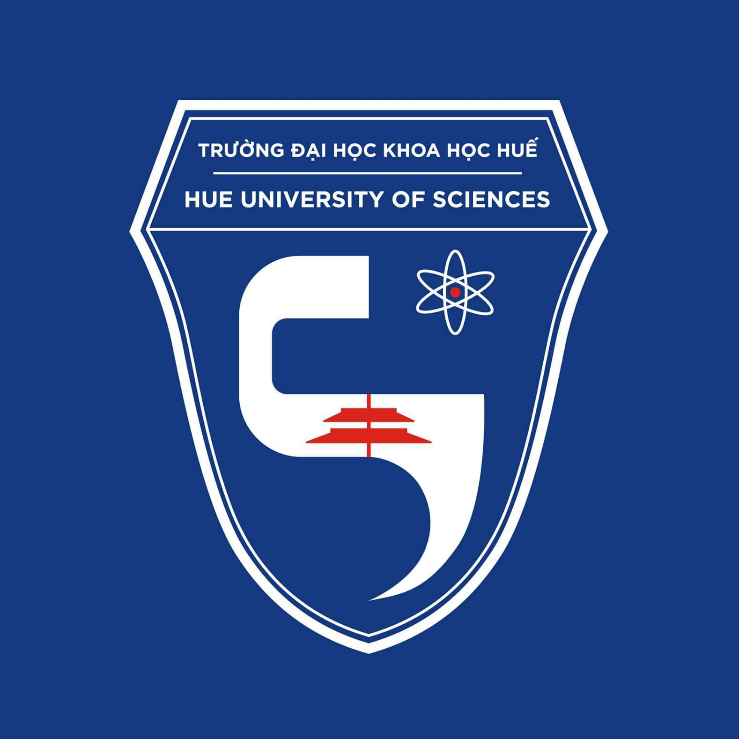 TRƯỜNG ĐẠI HỌC KHOA HỌC HUẾ
HUE UNIVERSITY OF SCIENCES